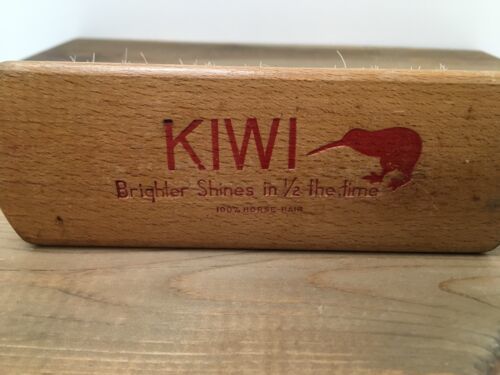 KIWI
Brighter Shines in 1/2 the time
100% HORSE-HAIR